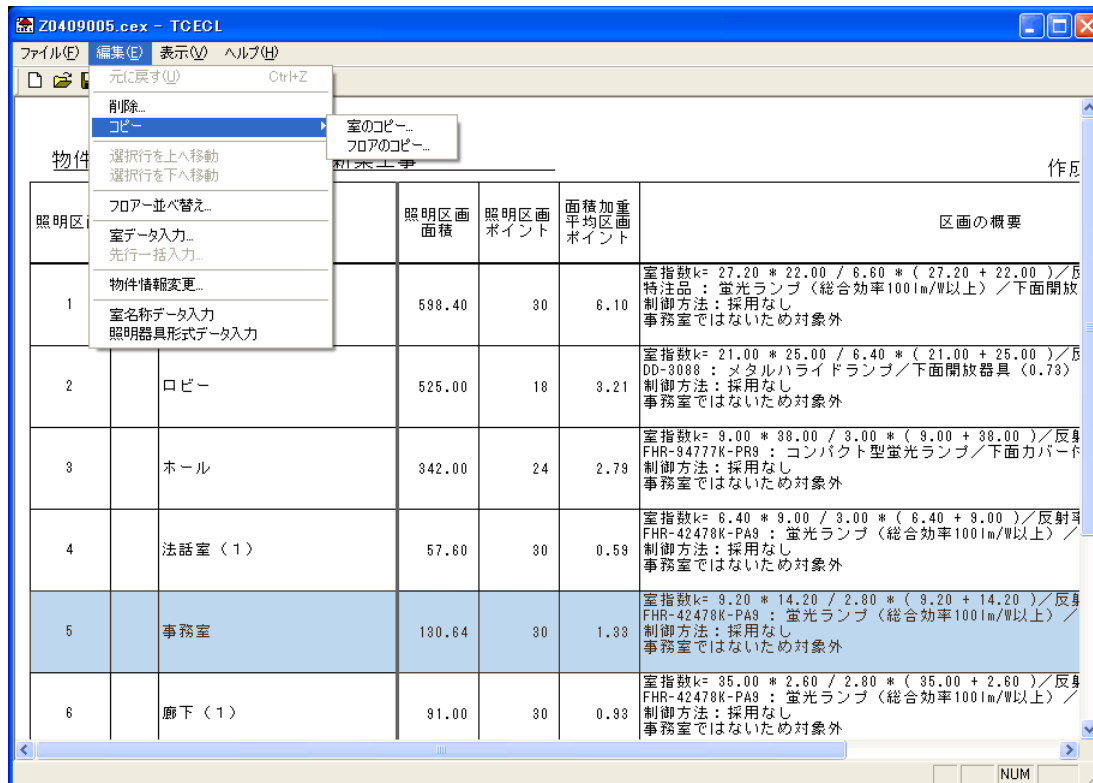 Z0409005.cex - TCECL
ファイル(F) 編集(E) 表示(V) ヘルプ(H)
元に戻す(U) Ctrl+Z
削除...
コピー
室のコピー...
フロアのコピー...
選択行を上へ移動
選択行を下へ移動
フロアー並べ替え...
室データ入力...
先行一括入力...
物件情報変更...
室名称データ入力
照明器具形式データ入力
物件
新築工事
作成
照明区画
照明区画面積
照明区画ポイント
面積加重平均区画ポイント
区画の概要
1 598.40 30 6.10
室指数k= 27.20 * 22.00 / 6.60 * ( 27.20 + 22.00 )／反
特注品 : 蛍光ランプ（総合効率100lm/W以上）／下面開放
制御方法：採用なし
事務室ではないため対象外
2 ロビー 525.00 18 3.21
室指数k= 21.00 * 25.00 / 6.40 * ( 21.00 + 25.00 )／反
DD-3088 : メタルハライドランプ／下面開放器具（0.73）
制御方法：採用なし
事務室ではないため対象外
3 ホール 342.00 24 2.79
室指数k= 9.00 * 38.00 / 3.00 * ( 9.00 + 38.00 )／反射
FHR-94777K-PR9 : コンパクト型蛍光ランプ／下面カバー付
制御方法：採用なし
事務室ではないため対象外
4 法話室（１） 57.60 30 0.59
室指数k= 6.40 * 9.00 / 3.00 * ( 6.40 + 9.00 )／反射率
FHR-42478K-PA9 : 蛍光ランプ（総合効率100lm/W以上）／
制御方法：採用なし
事務室ではないため対象外
5 事務室 130.64 30 1.33
室指数k= 9.20 * 14.20 / 2.80 * ( 9.20 + 14.20 )／反射
FHR-42478K-PA9 : 蛍光ランプ（総合効率100lm/W以上）／
制御方法：採用なし
事務室ではないため対象外
6 廊下（１） 91.00 30 0.93
室指数k= 35.00 * 2.60 / 2.80 * ( 35.00 + 2.60 )／反射
FHR-42478K-PA9 : 蛍光ランプ（総合効率100lm/W以上）／
制御方法：採用なし
事務室ではないため対象外
NUM